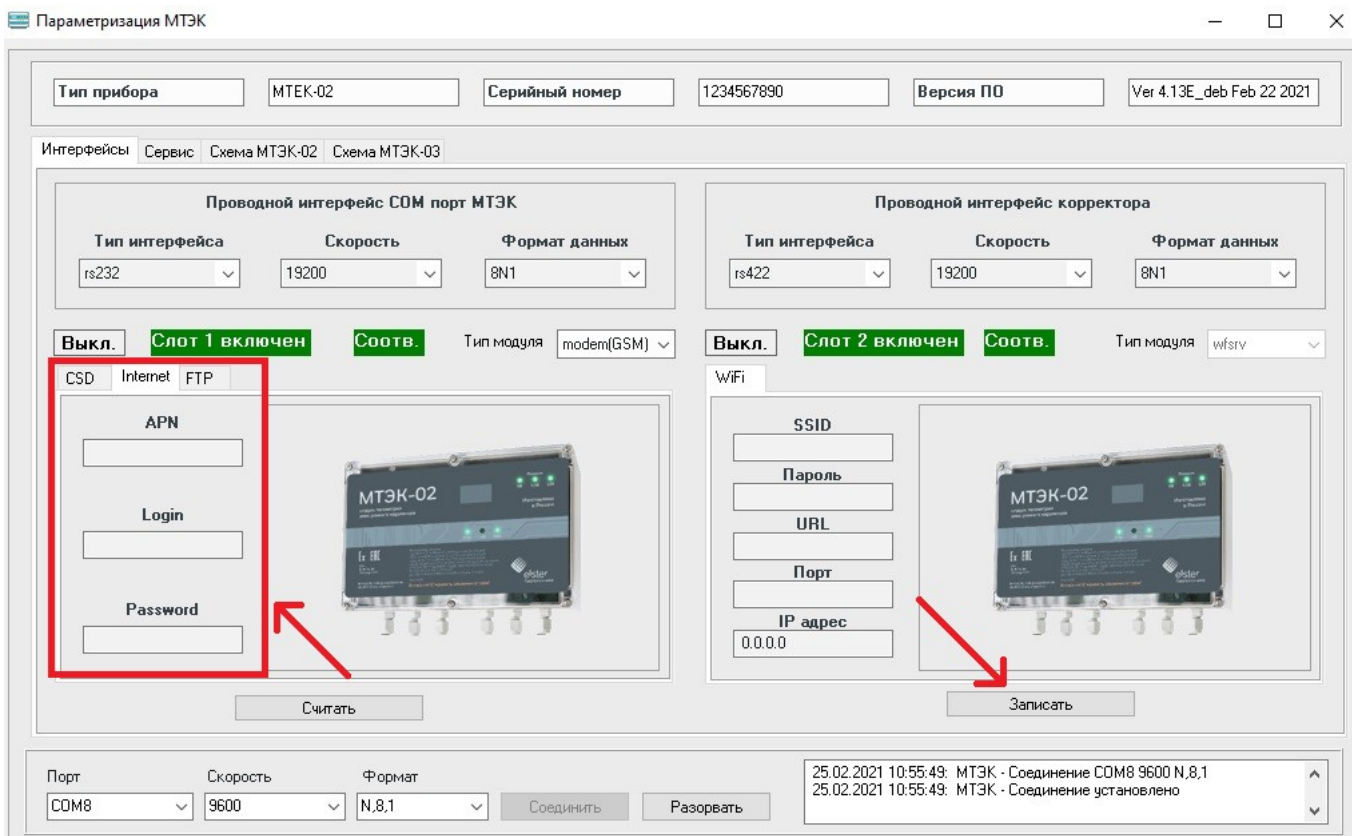 Параметризация МТЭК
Тип прибора MTEK-02 Серийный номер 1234567890 Версия ПО Ver 4.13E_deb Feb 22 2021
Интерфейсы Сервис Схема МТЭК-02 Схема МТЭК-03
Проводной интерфейс COM порт МТЭК
Тип интерфейса Скорость Формат данных
rs232 19200 8N1
Проводной интерфейс корректора
Тип интерфейса Скорость Формат данных
rs422 19200 8N1
Выкл. Слот 1 включен Соотв. Тип модуля modem(GSM)
CSD Internet FTP
APN
Login
Password
МТЭК-02
elster
Считать
Выкл. Слот 2 включен Соотв. Тип модуля wfsrv
WiFi
SSID
Пароль
URL
Порт
IP адрес
0.0.0.0
МТЭК-02
elster
Записать
Порт Скорость Формат
COM8 9600 N,8,1 Соединить Разорвать
25.02.2021 10:55:49: МТЭК - Соединение COM8 9600 N,8,1
25.02.2021 10:55:49: МТЭК - Соединение установлено